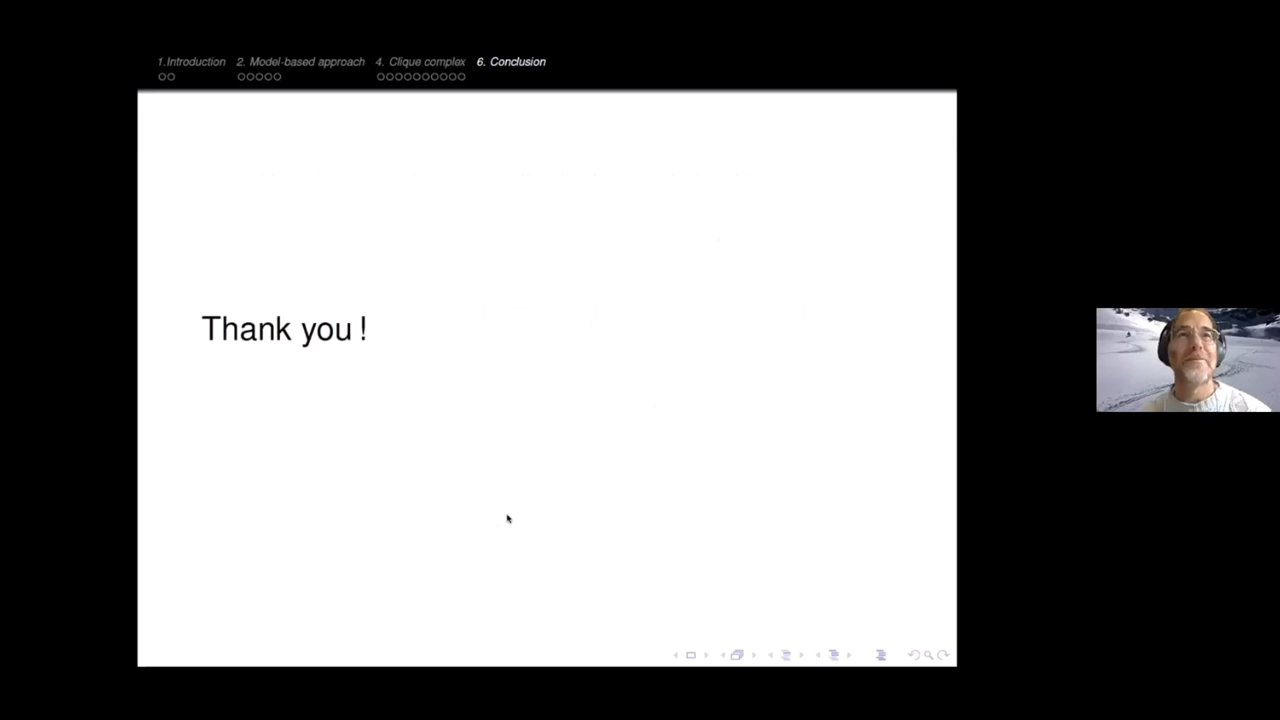 1.Introduction 2. Model-based approach 4. Clique complex 6. Conclusion
Thank you !